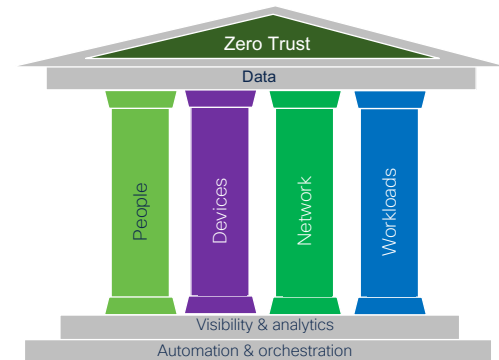 Zero Trust
Data
People
Devices
Network
Workloads
Visibility & analytics
Automation & orchestration